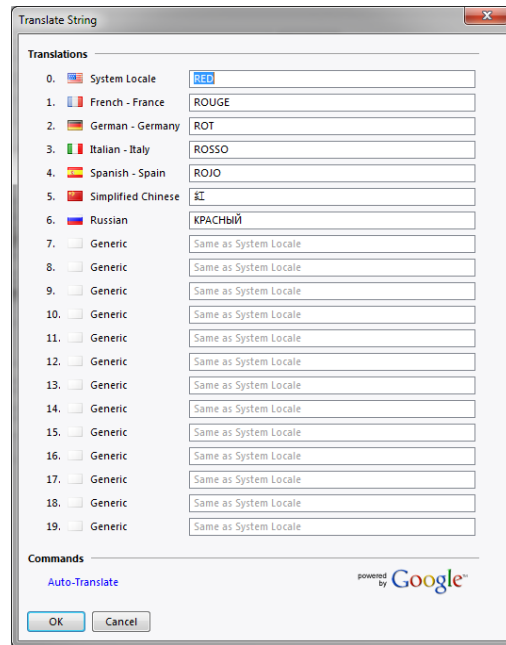 Translate String
Translations
0. System Locale RED
1. French - France ROUGE
2. German - Germany ROT
3. Italian - Italy ROSSO
4. Spanish - Spain ROJO
5. Simplified Chinese 紅
6. Russian КРАСНЫЙ
7. Generic Same as System Locale
8. Generic Same as System Locale
9. Generic Same as System Locale
10. Generic Same as System Locale
11. Generic Same as System Locale
12. Generic Same as System Locale
13. Generic Same as System Locale
14. Generic Same as System Locale
15. Generic Same as System Locale
16. Generic Same as System Locale
17. Generic Same as System Locale
18. Generic Same as System Locale
19. Generic Same as System Locale
Commands
Auto-Translate powered by Google™
OK Cancel